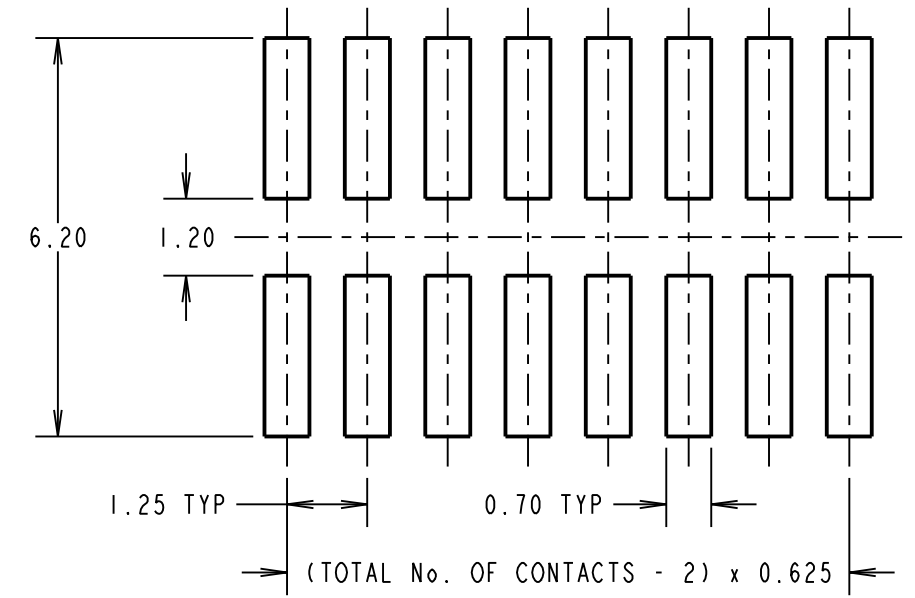 6.20
1.20
1.25 TYP
0.70 TYP
(TOTAL No. OF CONTACTS - 2) x 0.625